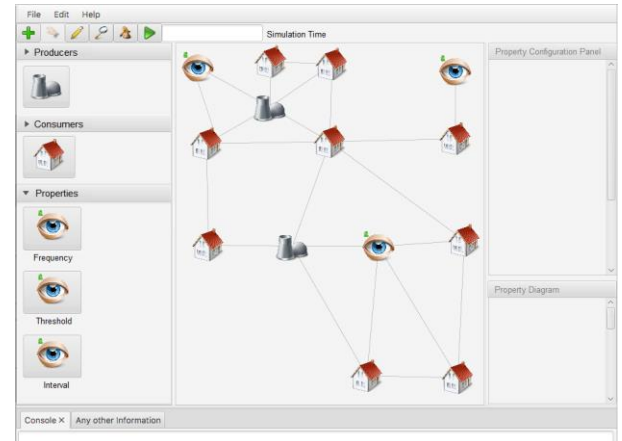 File Edit Help
Simulation Time
Producers
Property Configuration Panel
Consumers
Properties
Frequency
Threshold
Interval
Property Diagram
Console × Any other Information